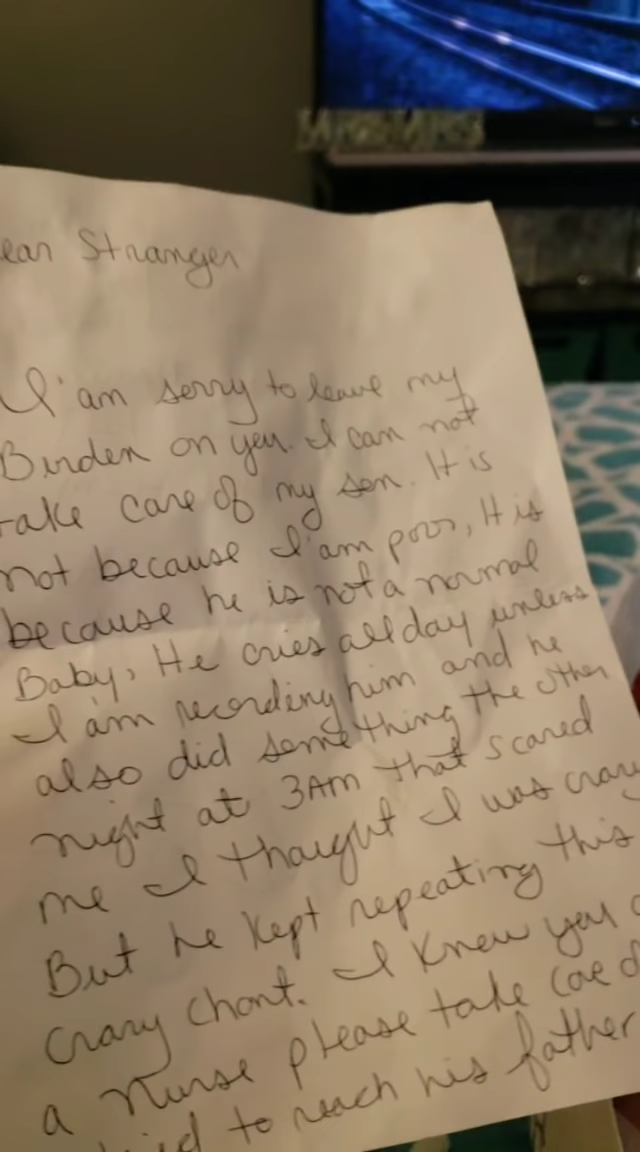 ear Stranger
I'am sorry to leave my
Burden on you. I can not
take care of my son. It is
not because I'am poor, It is
because he is not a normal
Baby, He cries all day unless
I am recording him and he
also did something the other
night at 3AM that scared
me I thaught I was crazy
But he kept repeating this
crazy chant. I knew you
a nurse please take care of
to reach his father